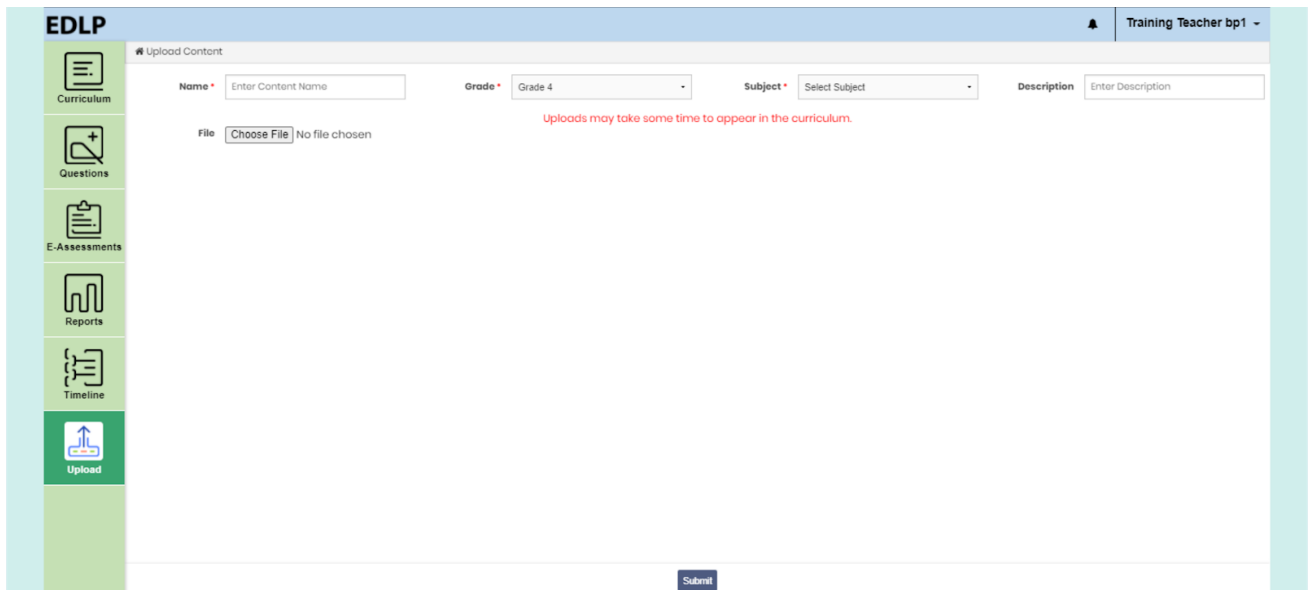 EDLP
Training Teacher bp1
Upload Content
Curriculum
Questions
E-Assessments
Reports
Timeline
Upload
Name * Enter Content Name Grade * Grade 4 Subject * Select Subject Description Enter Description
Uploads may take some time to appear in the curriculum.
File Choose File No file chosen
Submit